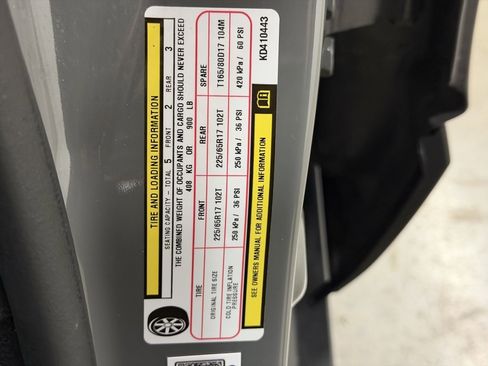 TIRE AND LOADING INFORMATION
SEATING CAPACITY - TOTAL 5 FRONT 2 REAR 3
THE COMBINED WEIGHT OF OCCUPANTS AND CARGO SHOULD NEVER EXCEED
408 KG OR 900 LB
TIRE FRONT REAR SPARE
ORIGINAL TIRE SIZE 225/65R17 102T 225/65R17 102T T165/80D17 104M
COLD TIRE INFLATION PRESSURE 250 kPa / 36 PSI 250 kPa / 36 PSI 420 kPa / 60 PSI
SEE OWNERS MANUAL FOR ADDITIONAL INFORMATION
KD410443